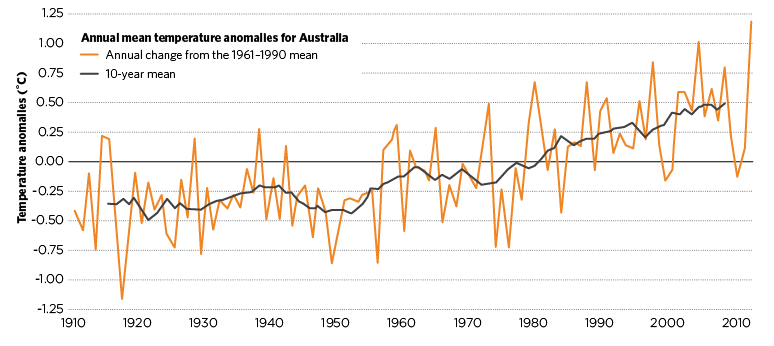 Annual mean temperature anomalies for Australia
Annual change from the 1961–1990 mean
10-year mean
Temperature anomalies (°C)
1.25
1.00
0.75
0.50
0.25
0.00
-0.25
-0.50
-0.75
-1.00
-1.25
1910 1920 1930 1940 1950 1960 1970 1980 1990 2000 2010